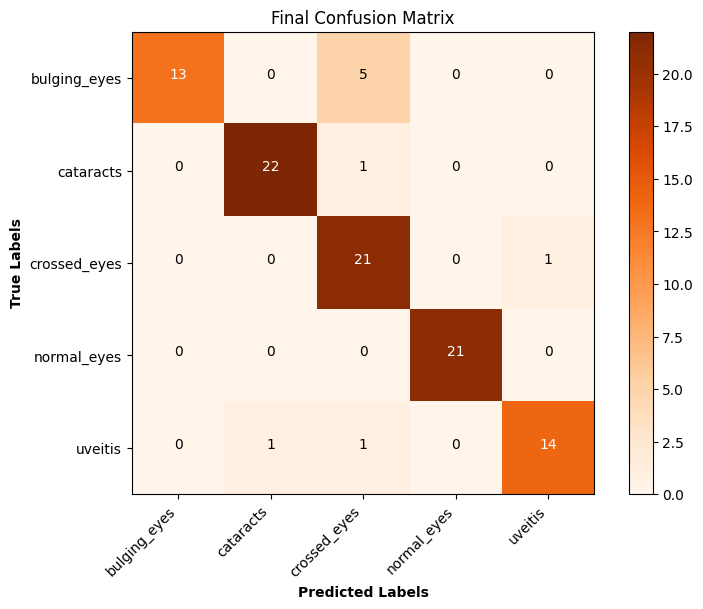 Final Confusion Matrix
True Labels
bulging_eyes 13 0 5 0 0
cataracts 0 22 1 0 0
crossed_eyes 0 0 21 0 1
normal_eyes 0 0 0 21 0
uveitis 0 1 1 0 14
bulging_eyes cataracts crossed_eyes normal_eyes uveitis
Predicted Labels
20.0
17.5
15.0
12.5
10.0
7.5
5.0
2.5
0.0